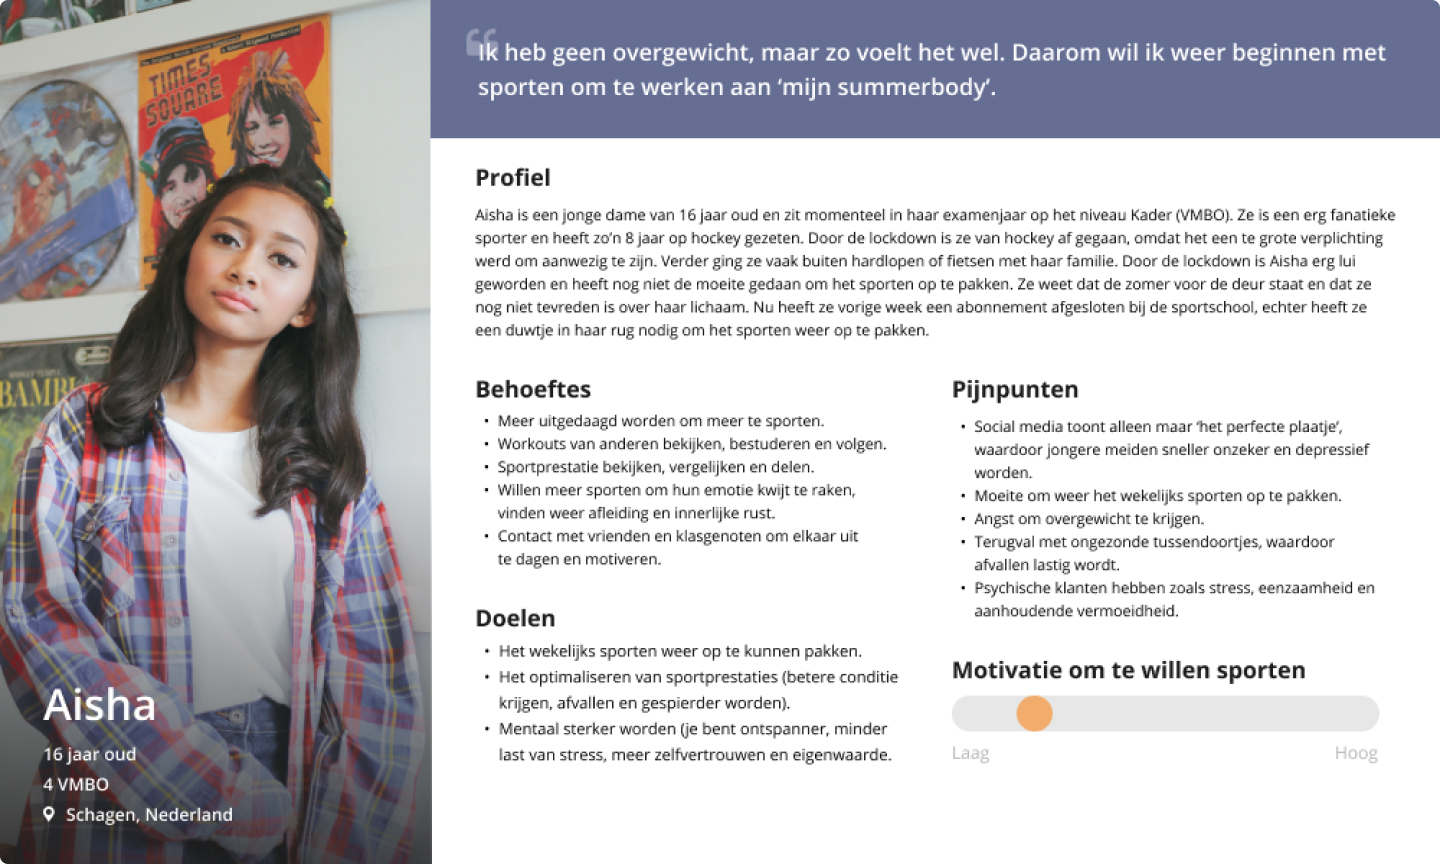 TIMES
SQUARE
BAMBI
Aisha
16 jaar oud
4 VMBO
Schagen, Nederland
“
Ik heb geen overgewicht, maar zo voelt het wel. Daarom wil ik weer beginnen met
sporten om te werken aan ‘mijn summerbody’.
Profiel
Aisha is een jonge dame van 16 jaar oud en zit momenteel in haar examenjaar op het niveau Kader (VMBO). Ze is een erg fanatieke
sporter en heeft zo’n 8 jaar op hockey gezeten. Door de lockdown is ze van hockey af gegaan, omdat het een te grote verplichting
werd om aanwezig te zijn. Verder ging ze vaak buiten hardlopen of fietsen met haar familie. Door de lockdown is Aisha erg lui
geworden en heeft nog niet de moeite gedaan om het sporten op te pakken. Ze weet dat de zomer voor de deur staat en dat ze
nog niet tevreden is over haar lichaam. Nu heeft ze vorige week een abonnement afgesloten bij de sportschool, echter heeft ze
een duwtje in haar rug nodig om het sporten weer op te pakken.
Behoeftes
• Meer uitgedaagd worden om meer te sporten.
• Workouts van anderen bekijken, bestuderen en volgen.
• Sportprestatie bekijken, vergelijken en delen.
• Willen meer sporten om hun emotie kwijt te raken,
vinden weer afleiding en innerlijke rust.
• Contact met vrienden en klasgenoten om elkaar uit
te dagen en motiveren.
Doelen
• Het wekelijks sporten weer op te kunnen pakken.
• Het optimaliseren van sportprestaties (betere conditie
krijgen, afvallen en gespierder worden).
• Mentaal sterker worden (je bent ontspanner, minder
last van stress, meer zelfvertrouwen en eigenwaarde.
Pijnpunten
• Social media toont alleen maar ‘het perfecte plaatje’,
waardoor jongere meiden sneller onzeker en depressief
worden.
• Moeite om weer het wekelijks sporten op te pakken.
• Angst om overgewicht te krijgen.
• Terugval met ongezonde tussendoortjes, waardoor
afvallen lastig wordt.
• Psychische klanten hebben zoals stress, eenzaamheid en
aanhoudende vermoeidheid.
Motivatie om te willen sporten
Laag
Hoog